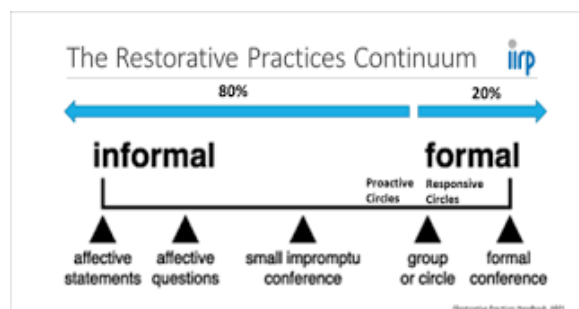 The Restorative Practices Continuum
iirp
80%
20%
informal
formal
Proactive Circles
Responsive Circles
affective statements
affective questions
small impromptu conference
group or circle
formal conference